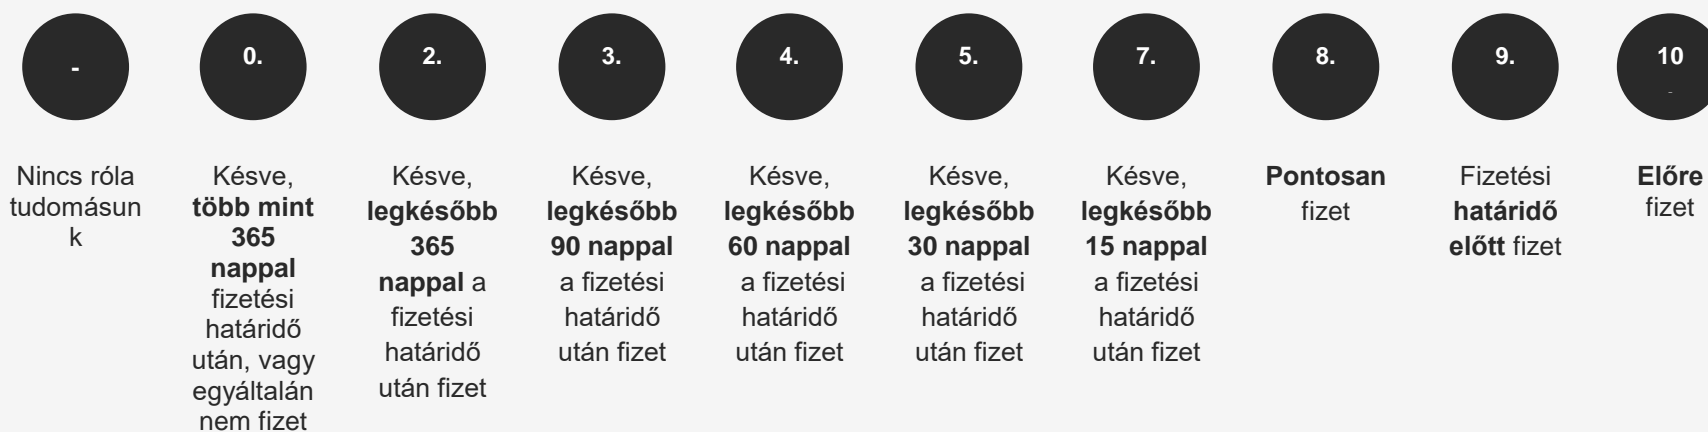 -
Nincs róla
tudomásun
k
0.
Késve,
több mint
365
nappal
fizetési
határidő
után, vagy
egyáltalán
nem fizet
2.
Késve,
legkésőbb
365
nappal a
fizetési
határidő
után fizet
3.
Késve,
legkésőbb
90 nappal
a fizetési
határidő
után fizet
4.
Késve,
legkésőbb
60 nappal
a fizetési
határidő
után fizet
5.
Késve,
legkésőbb
30 nappal
a fizetési
határidő
után fizet
7.
Késve,
legkésőbb
15 nappal
a fizetési
határidő
után fizet
8.
Pontosan
fizet
9.
Fizetési
határidő
előtt fizet
10
.
Előre
fizet